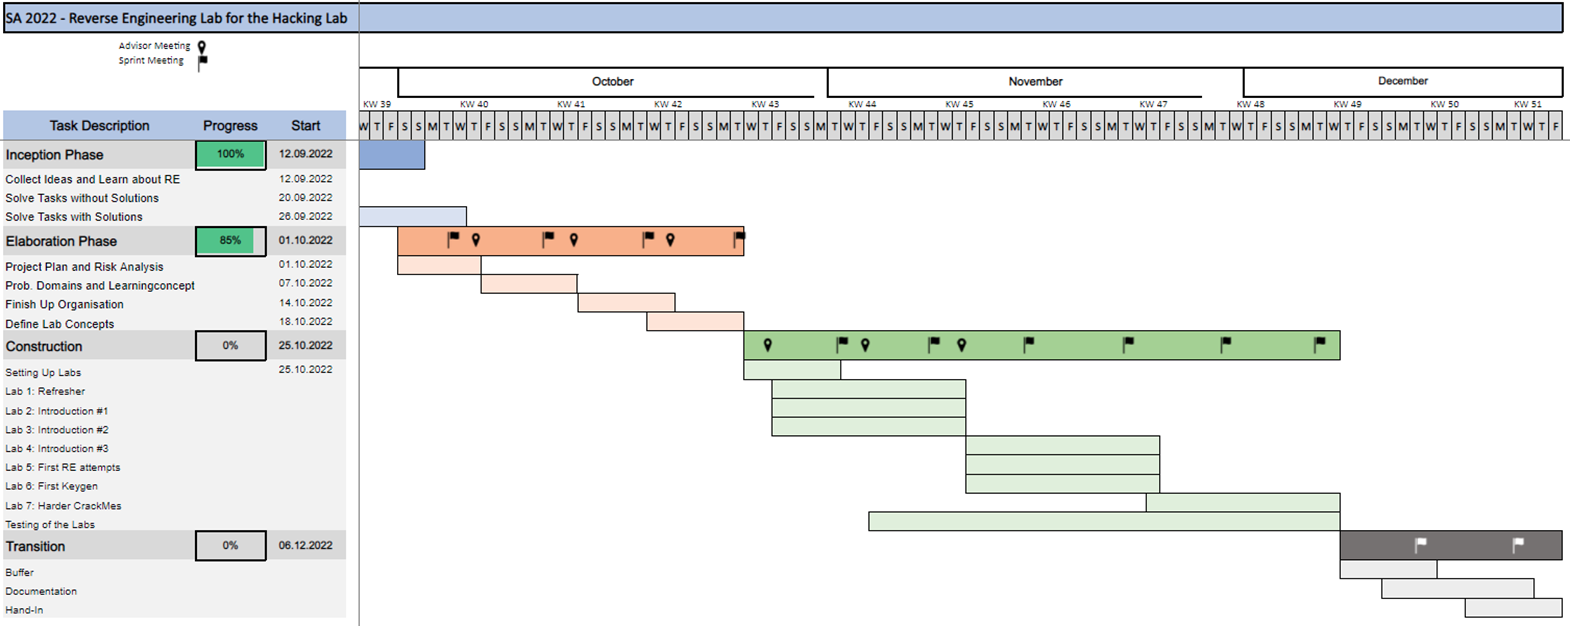 SA 2022 - Reverse Engineering Lab for the Hacking Lab
Advisor Meeting
Sprint Meeting
October November December
KW 39 KW 40 KW 41 KW 42 KW 43 KW 44 KW 45 KW 46 KW 47 KW 48 KW 49 KW 50 KW 51
Task Description Progress Start W T F S S M T W T F S S M T W T F S S M T W T F S S M T W T F S S M T W T F S S M T W T F S S M T W T F S S M T W T F S S M T W T F S S M T W T F S S M T W T F S S M T W T F S S M T W T F
Inception Phase 100% 12.09.2022
Collect Ideas and Learn about RE 12.09.2022
Solve Tasks without Solutions 20.09.2022
Solve Tasks with Solutions 26.09.2022
Elaboration Phase 85% 01.10.2022
Project Plan and Risk Analysis 01.10.2022
Prob. Domains and Learningconcept 07.10.2022
Finish Up Organisation 14.10.2022
Define Lab Concepts 18.10.2022
Construction 0% 25.10.2022
Setting Up Labs 25.10.2022
Lab 1: Refresher
Lab 2: Introduction #1
Lab 3: Introduction #2
Lab 4: Introduction #3
Lab 5: First RE attempts
Lab 6: First Keygen
Lab 7: Harder CrackMes
Testing of the Labs
Transition 0% 06.12.2022
Buffer
Documentation
Hand-In